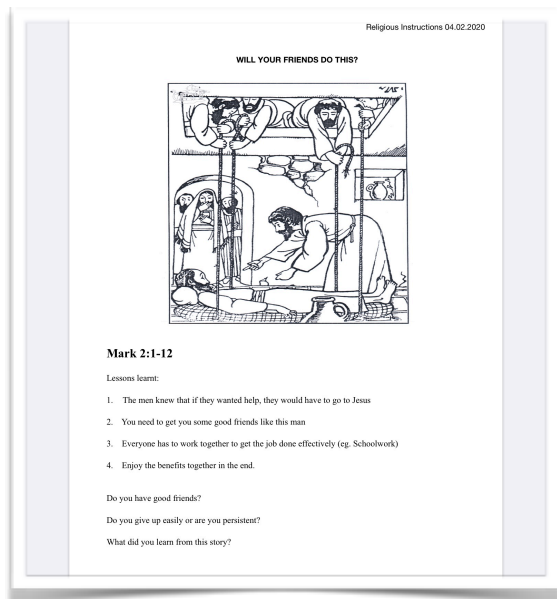 Religious Instructions 04.02.2020
WILL YOUR FRIENDS DO THIS?
Mark 2:1-12
Lessons learnt:
1. The men knew that if they wanted help, they would have to go to Jesus
2. You need to get you some good friends like this man
3. Everyone has to work together to get the job done effectively (eg. Schoolwork)
4. Enjoy the benefits together in the end.
Do you have good friends?
Do you give up easily or are you persistent?
What did you learn from this story?